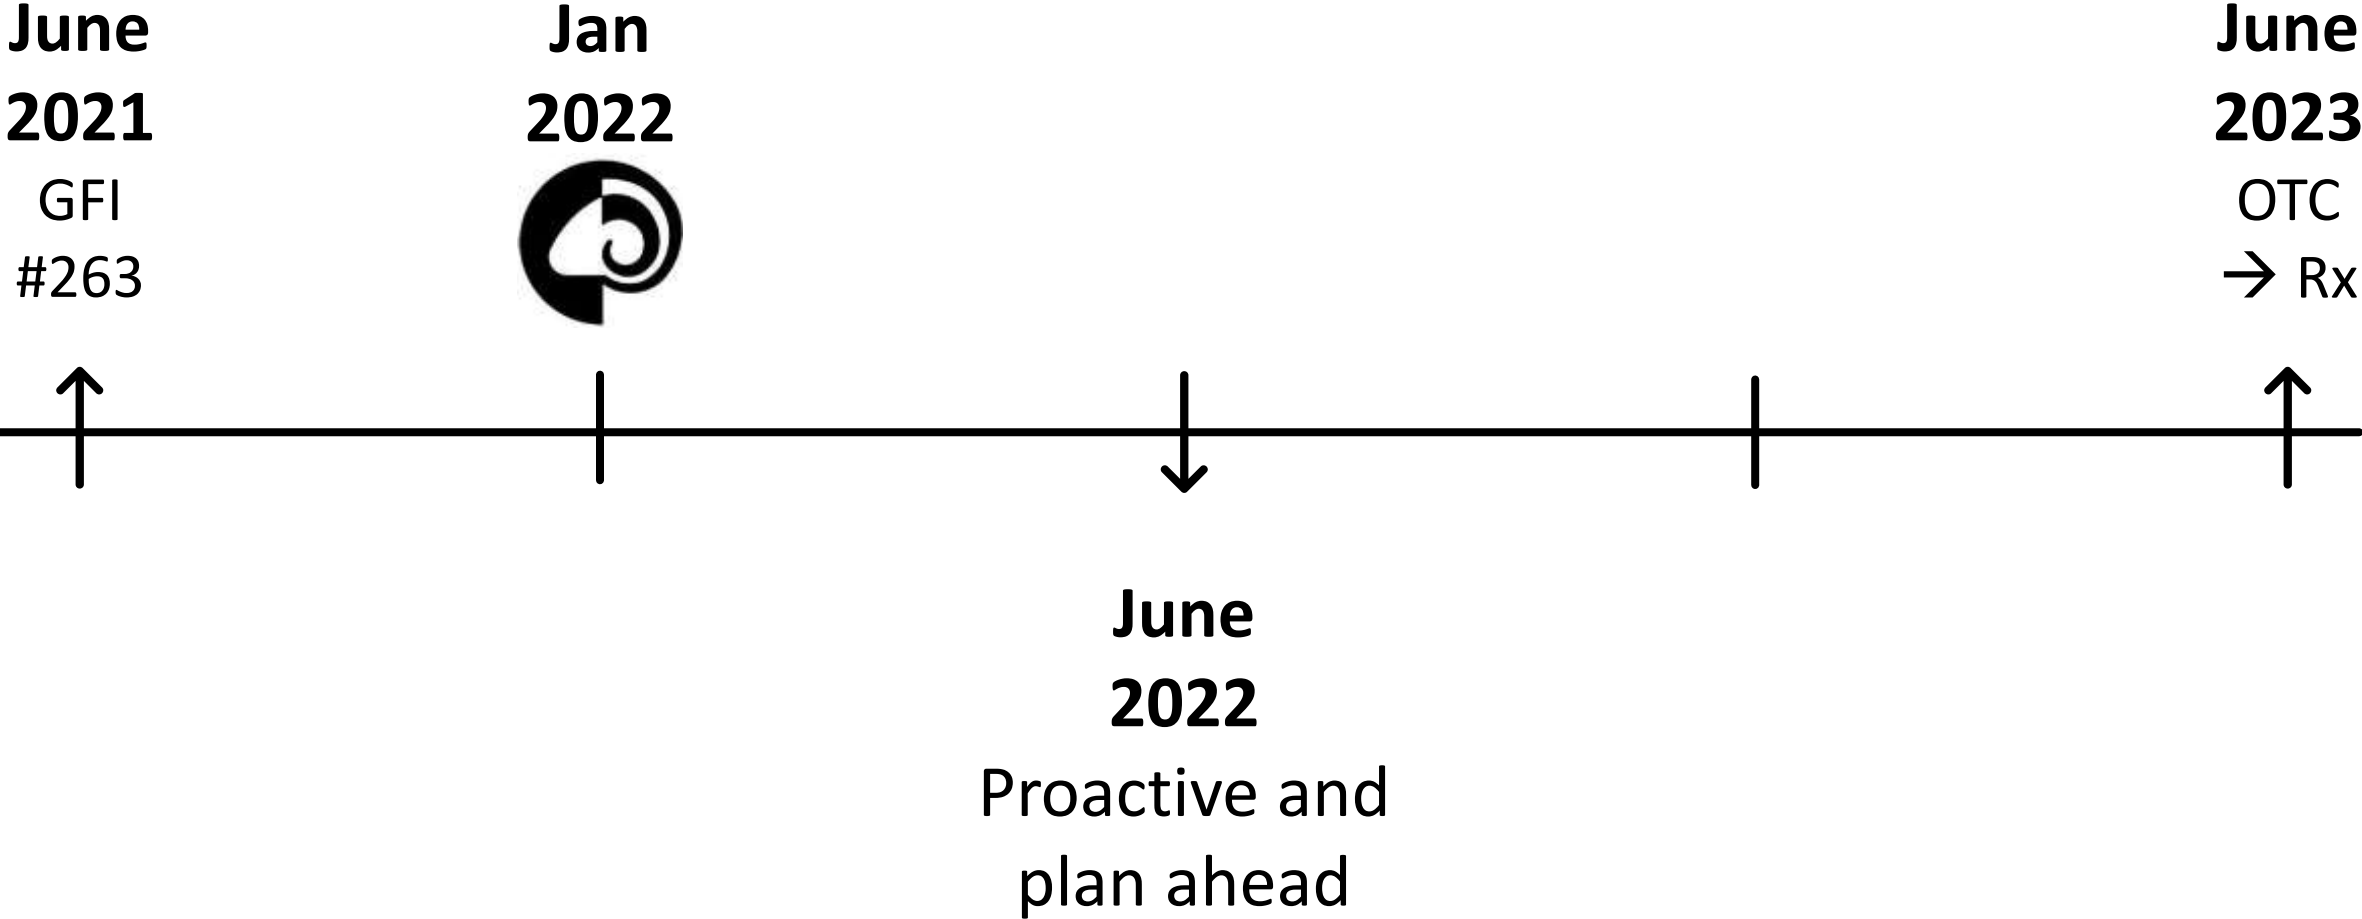 June
2021
GFI
#263
Jan
2022
June
2022
Proactive and
plan ahead
June
2023
OTC
→ Rx